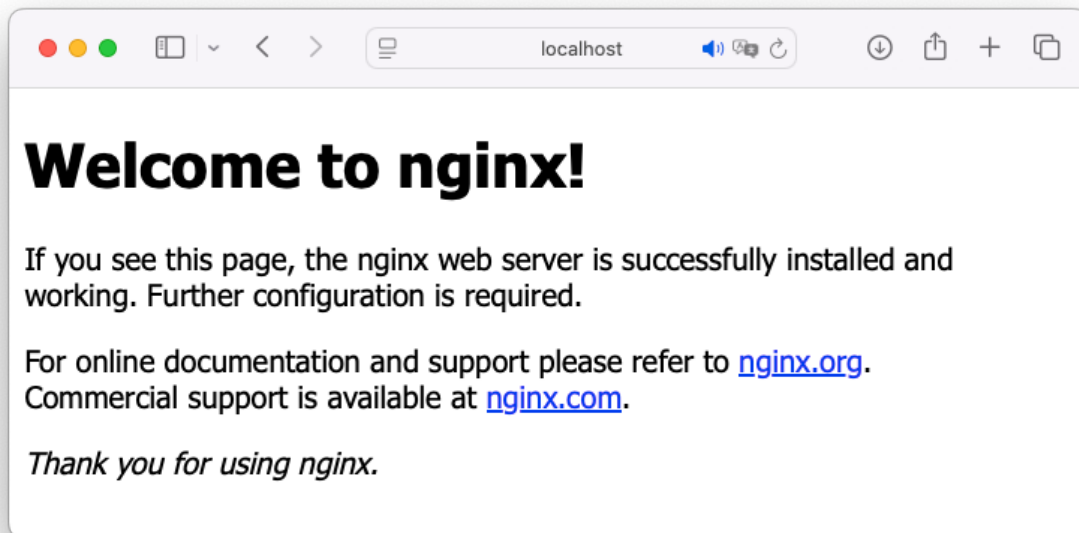 localhost
Welcome to nginx!
If you see this page, the nginx web server is successfully installed and
working. Further configuration is required.
For online documentation and support please refer to nginx.org.
Commercial support is available at nginx.com.
Thank you for using nginx.